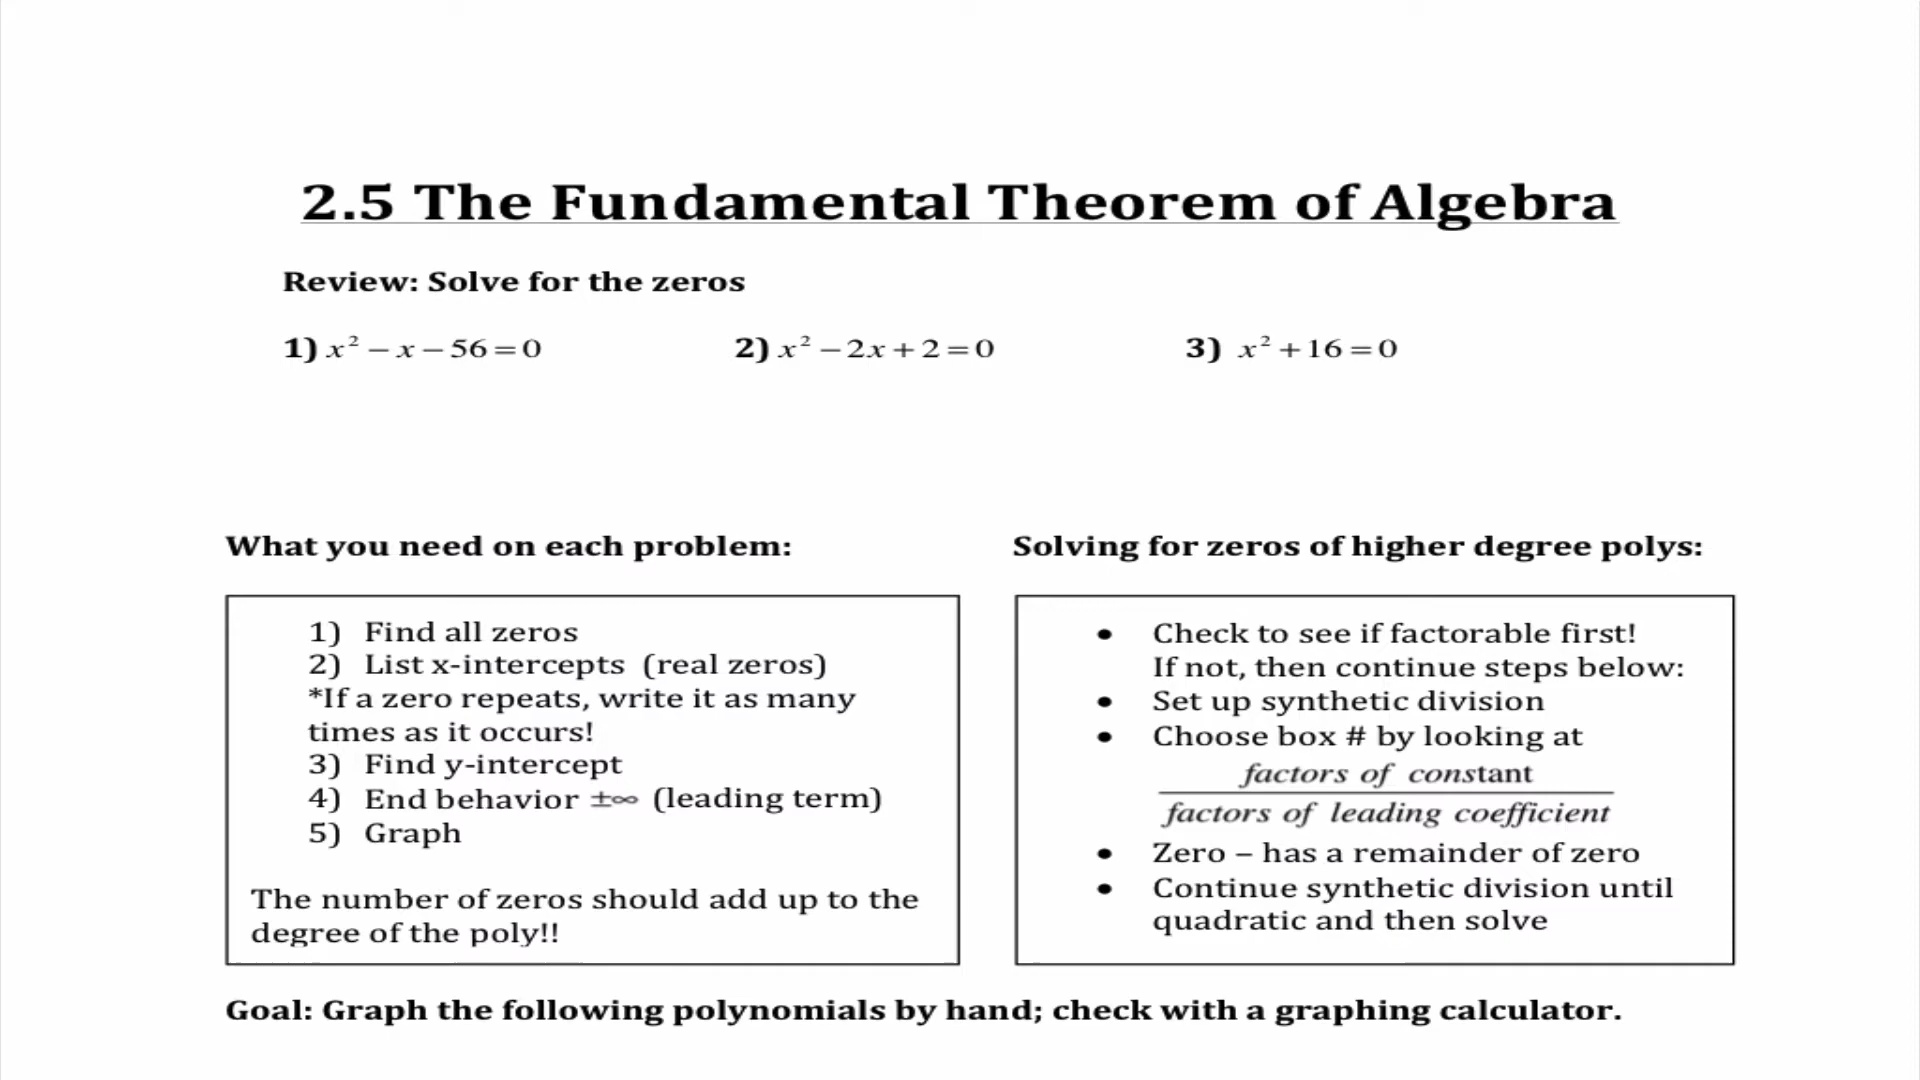 2.5 The Fundamental Theorem of Algebra
Review: Solve for the zeros
1) x² − x − 56 = 0
2) x² − 2x + 2 = 0
3) x² + 16 = 0
What you need on each problem:
1) Find all zeros
2) List x-intercepts (real zeros)
*If a zero repeats, write it as many
times as it occurs!
3) Find y-intercept
4) End behavior ±∞ (leading term)
5) Graph
The number of zeros should add up to the
degree of the poly!!
Solving for zeros of higher degree polys:
• Check to see if factorable first!
If not, then continue steps below:
• Set up synthetic division
• Choose box # by looking at
factors of constant
factors of leading coefficient
• Zero – has a remainder of zero
• Continue synthetic division until
quadratic and then solve
Goal: Graph the following polynomials by hand; check with a graphing calculator.